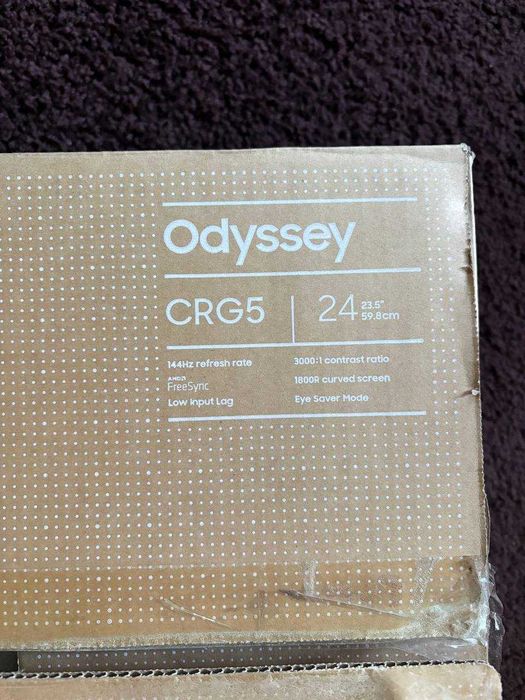 Odyssey
CRG5 | 24 23.5"
59.8cm
144Hz refresh rate
3000:1 contrast ratio
AMD
FreeSync
1800R curved screen
Low Input Lag
Eye Saver Mode